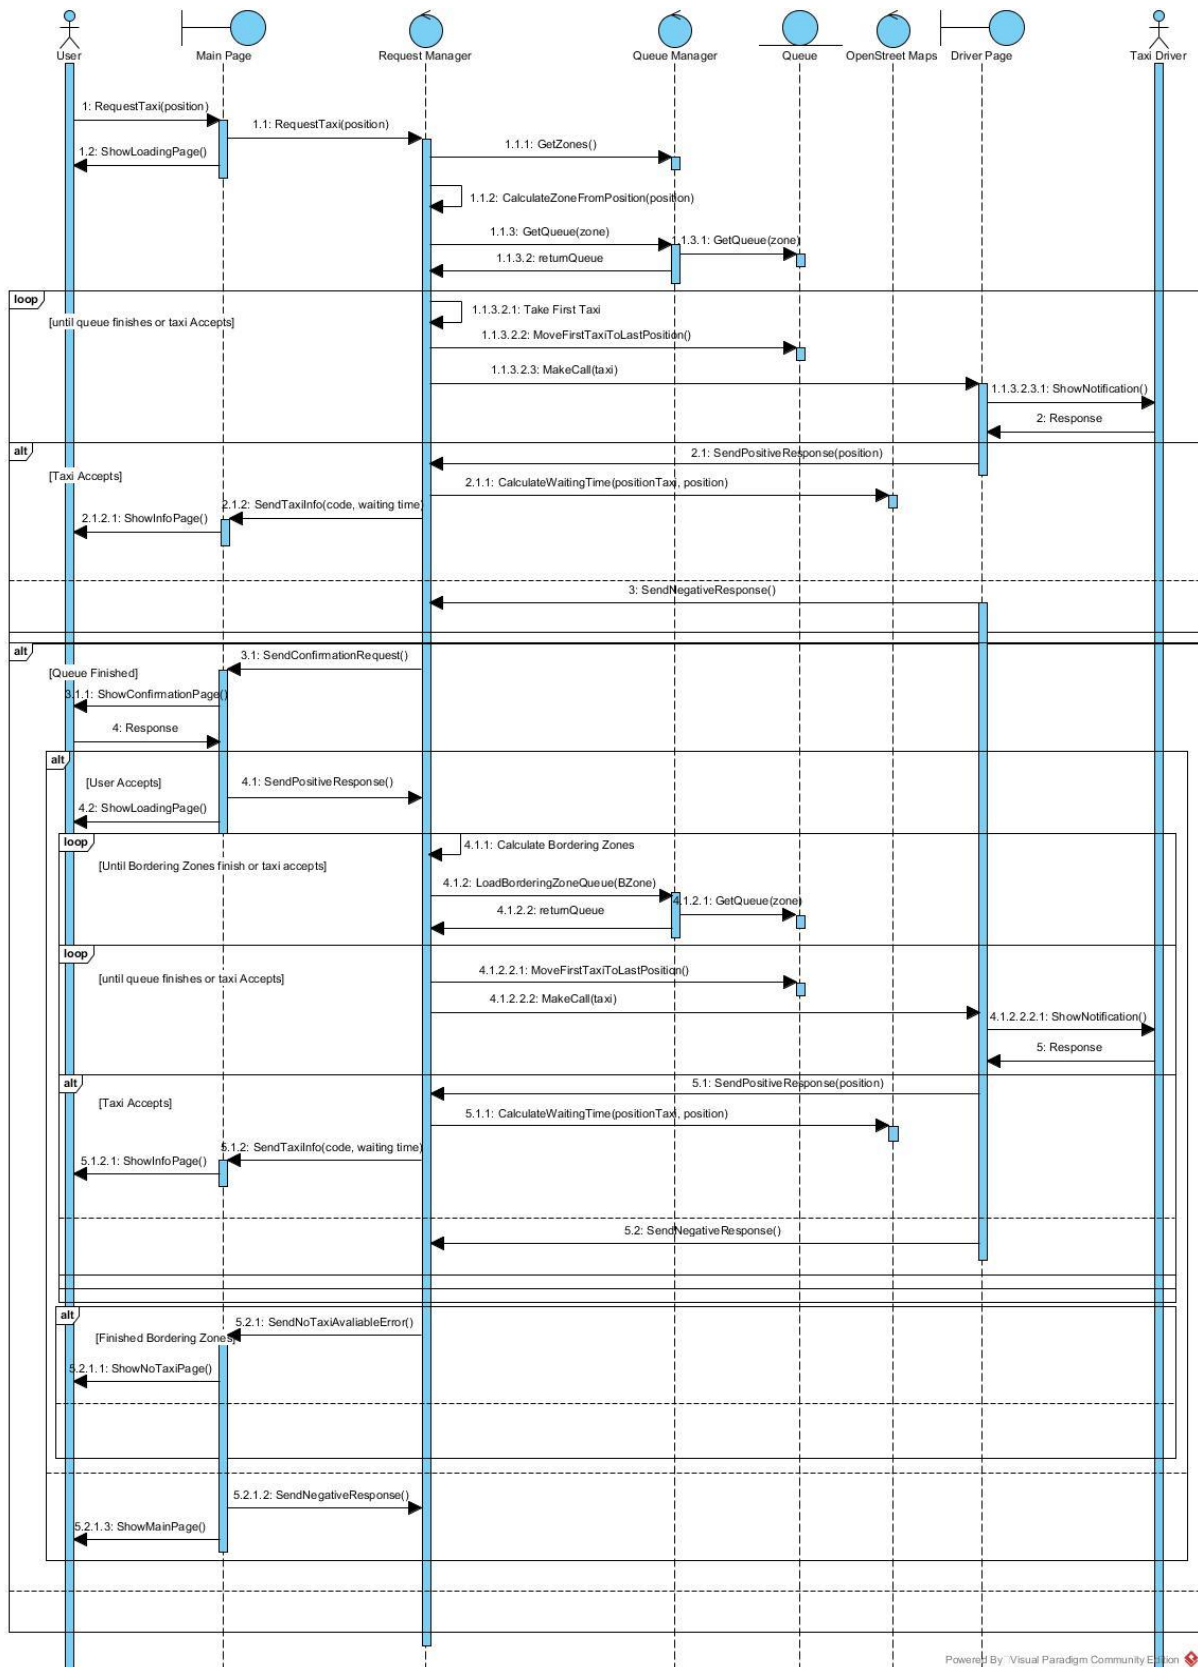 User
Main Page
Request Manager
Queue Manager
Queue
OpenStreet Maps
Driver Page
Taxi Driver
1: RequestTaxi(position)
1.1: RequestTaxi(position)
1.2: ShowLoadingPage()
1.1.1: GetZones()
1.1.2: CalculateZoneFromPosition(position)
1.1.3: GetQueue(zone)
1.1.3.1: GetQueue(zone)
1.1.3.2: returnQueue
loop
[until queue finishes or taxi Accepts]
1.1.3.2.1: Take First Taxi
1.1.3.2.2: MoveFirstTaxiToLastPosition()
1.1.3.2.3: MakeCall(taxi)
1.1.3.2.3.1: ShowNotification()
2: Response
alt
[Taxi Accepts]
2.1: SendPositiveResponse(position)
2.1.1: CalculateWaitingTime(positionTaxi, position)
2.1.2: SendTaxiInfo(code, waiting time)
2.1.2.1: ShowInfoPage()
3: SendNegativeResponse()
alt
[Queue Finished]
3.1: SendConfirmationRequest()
3.1.1: ShowConfirmationPage()
4: Response
alt
[User Accepts]
4.1: SendPositiveResponse()
4.2: ShowLoadingPage()
loop
[Until Bordering Zones finish or taxi accepts]
4.1.1: Calculate Bordering Zones
4.1.2: LoadBorderingZoneQueue(BZone)
4.1.2.1: GetQueue(zone)
4.1.2.2: returnQueue
loop
[until queue finishes or taxi Accepts]
4.1.2.2.1: MoveFirstTaxiToLastPosition()
4.1.2.2.2: MakeCall(taxi)
4.1.2.2.2.1: ShowNotification()
5: Response
alt
[Taxi Accepts]
5.1: SendPositiveResponse(position)
5.1.1: CalculateWaitingTime(positionTaxi, position)
5.1.2: SendTaxiInfo(code, waiting time)
5.1.2.1: ShowInfoPage()
5.2: SendNegativeResponse()
alt
[Finished Bordering Zones]
5.2.1: SendNoTaxiAvaliableError()
5.2.1.1: ShowNoTaxiPage()
5.2.1.2: SendNegativeResponse()
5.2.1.3: ShowMainPage()
Powered By Visual Paradigm Community Edition